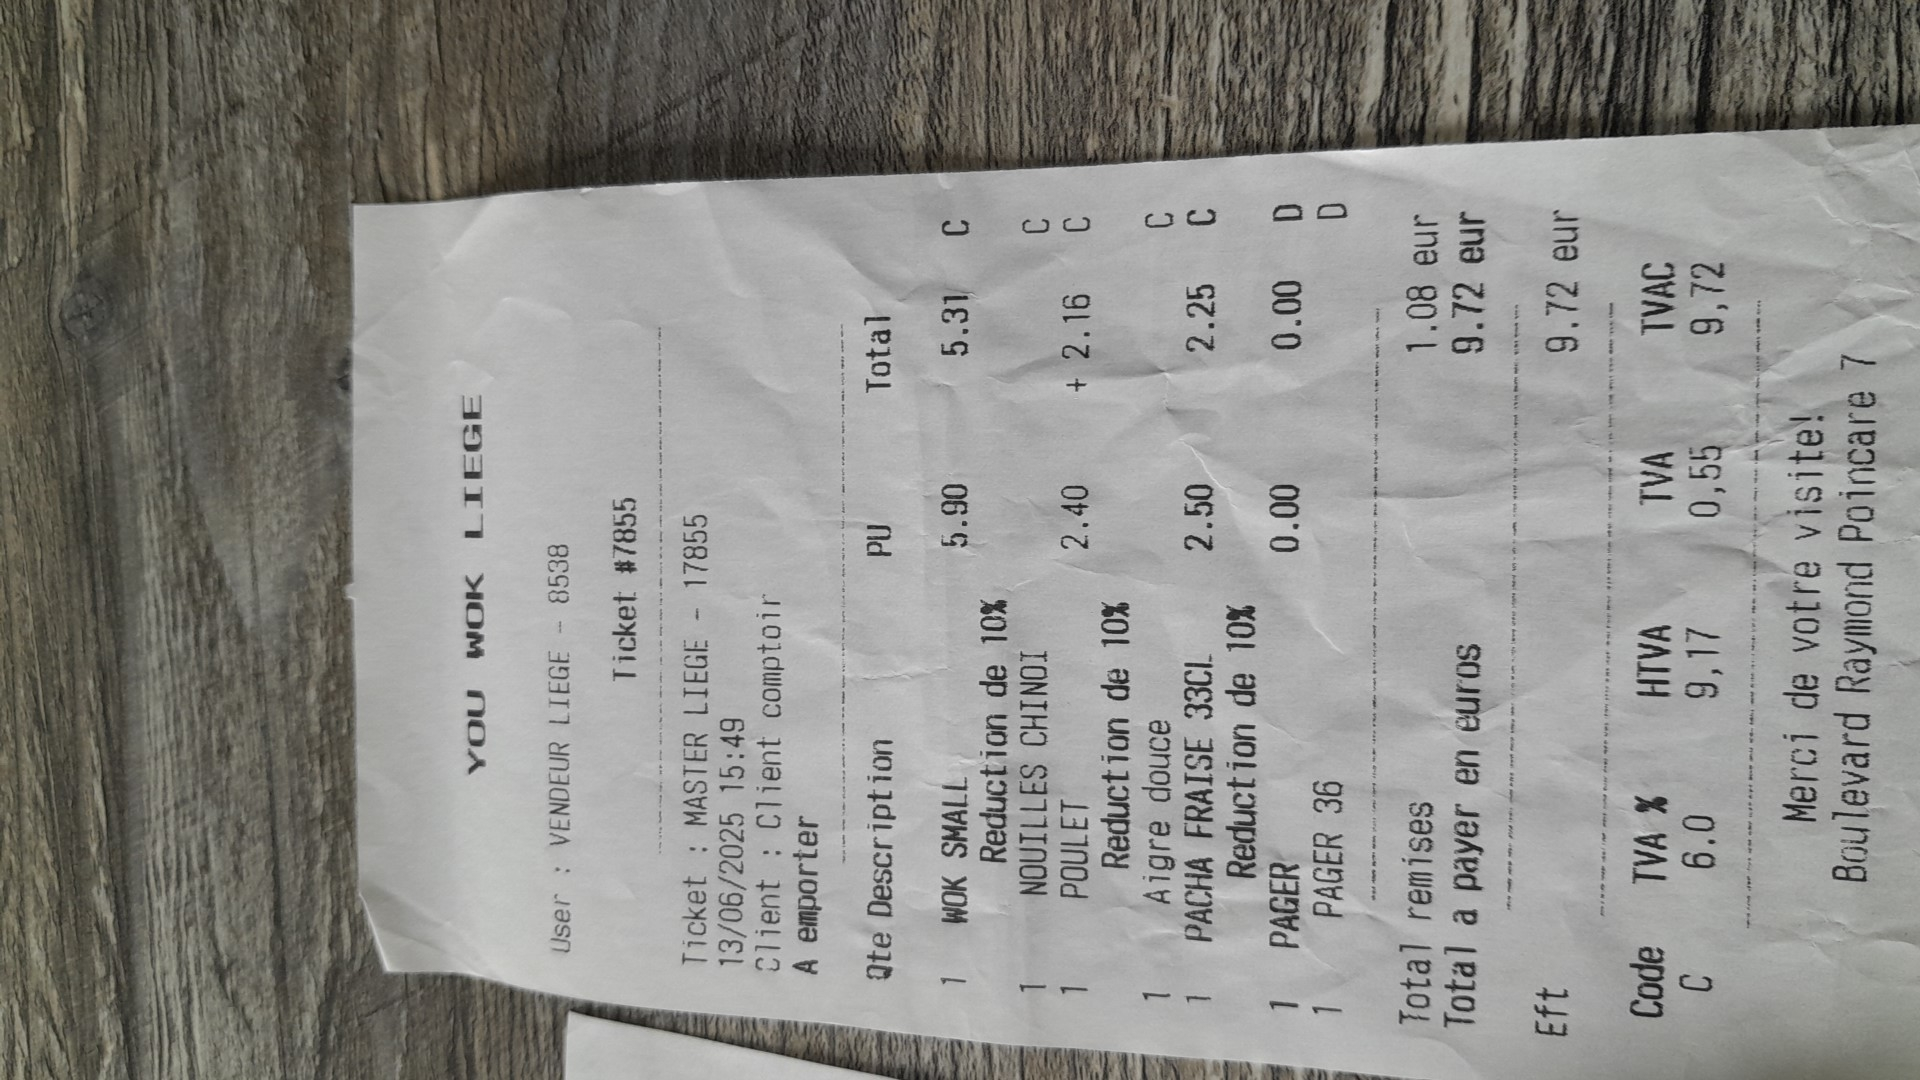 YOU WOK LIEGE
User : VENDEUR LIEGE - 8538
Ticket #7855
Ticket : MASTER LIEGE - 17855
13/06/2025 15:49
Client : Client comptoir
A emporter
Qte Description PU Total
1 WOK SMALL 5.90 5.31 C
Reduction de 10%
1 NOUILLES CHINOI C
1 POULET 2.40 + 2.16 C
Reduction de 10%
1 Aigre douce C
1 PACHA FRAISE 33CL 2.50 2.25 C
Reduction de 10%
1 PAGER 0.00 0.00 D
1 PAGER 36 D
Total remises 1.08 eur
Total a payer en euros 9.72 eur
Eft 9.72 eur
Code TVA % HTVA TVA TVAC
C 6.0 9,17 0,55 9,72
Merci de votre visite!
Boulevard Raymond Poincare 7